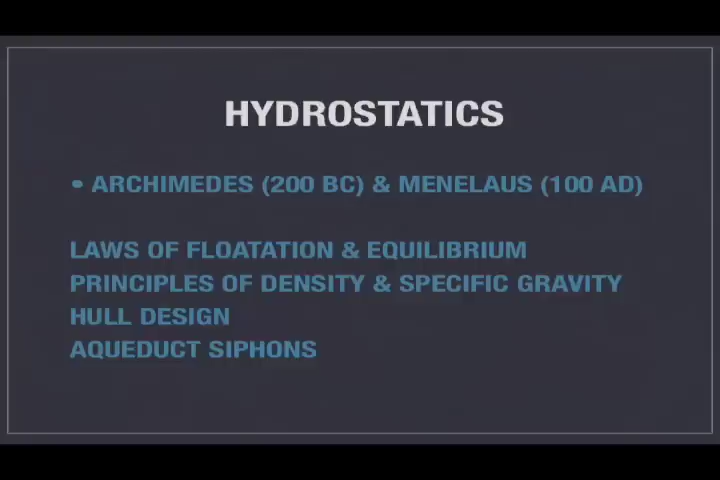 HYDROSTATICS
• ARCHIMEDES (200 BC) & MENELAUS (100 AD)
LAWS OF FLOATATION & EQUILIBRIUM
PRINCIPLES OF DENSITY & SPECIFIC GRAVITY
HULL DESIGN
AQUEDUCT SIPHONS